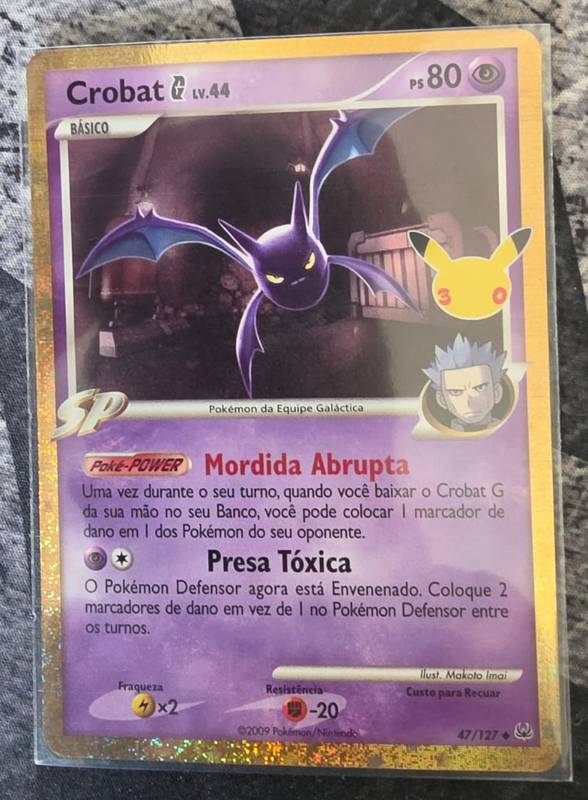 Crobat G LV.44
PS 80
BÁSICO
3 0
SP
Pokémon da Equipe Galáctica
Poké-POWER Mordida Abrupta
Uma vez durante o seu turno, quando você baixar o Crobat G
da sua mão no seu Banco, você pode colocar 1 marcador de
dano em 1 dos Pokémon do seu oponente.
Presa Tóxica
O Pokémon Defensor agora está Envenenado. Coloque 2
marcadores de dano em vez de 1 no Pokémon Defensor entre
os turnos.
Ilust. Makoto Imai
Fraqueza
Resistência
Custo para Recuar
x2
-20
©2009 Pokémon/Nintendo
47/127